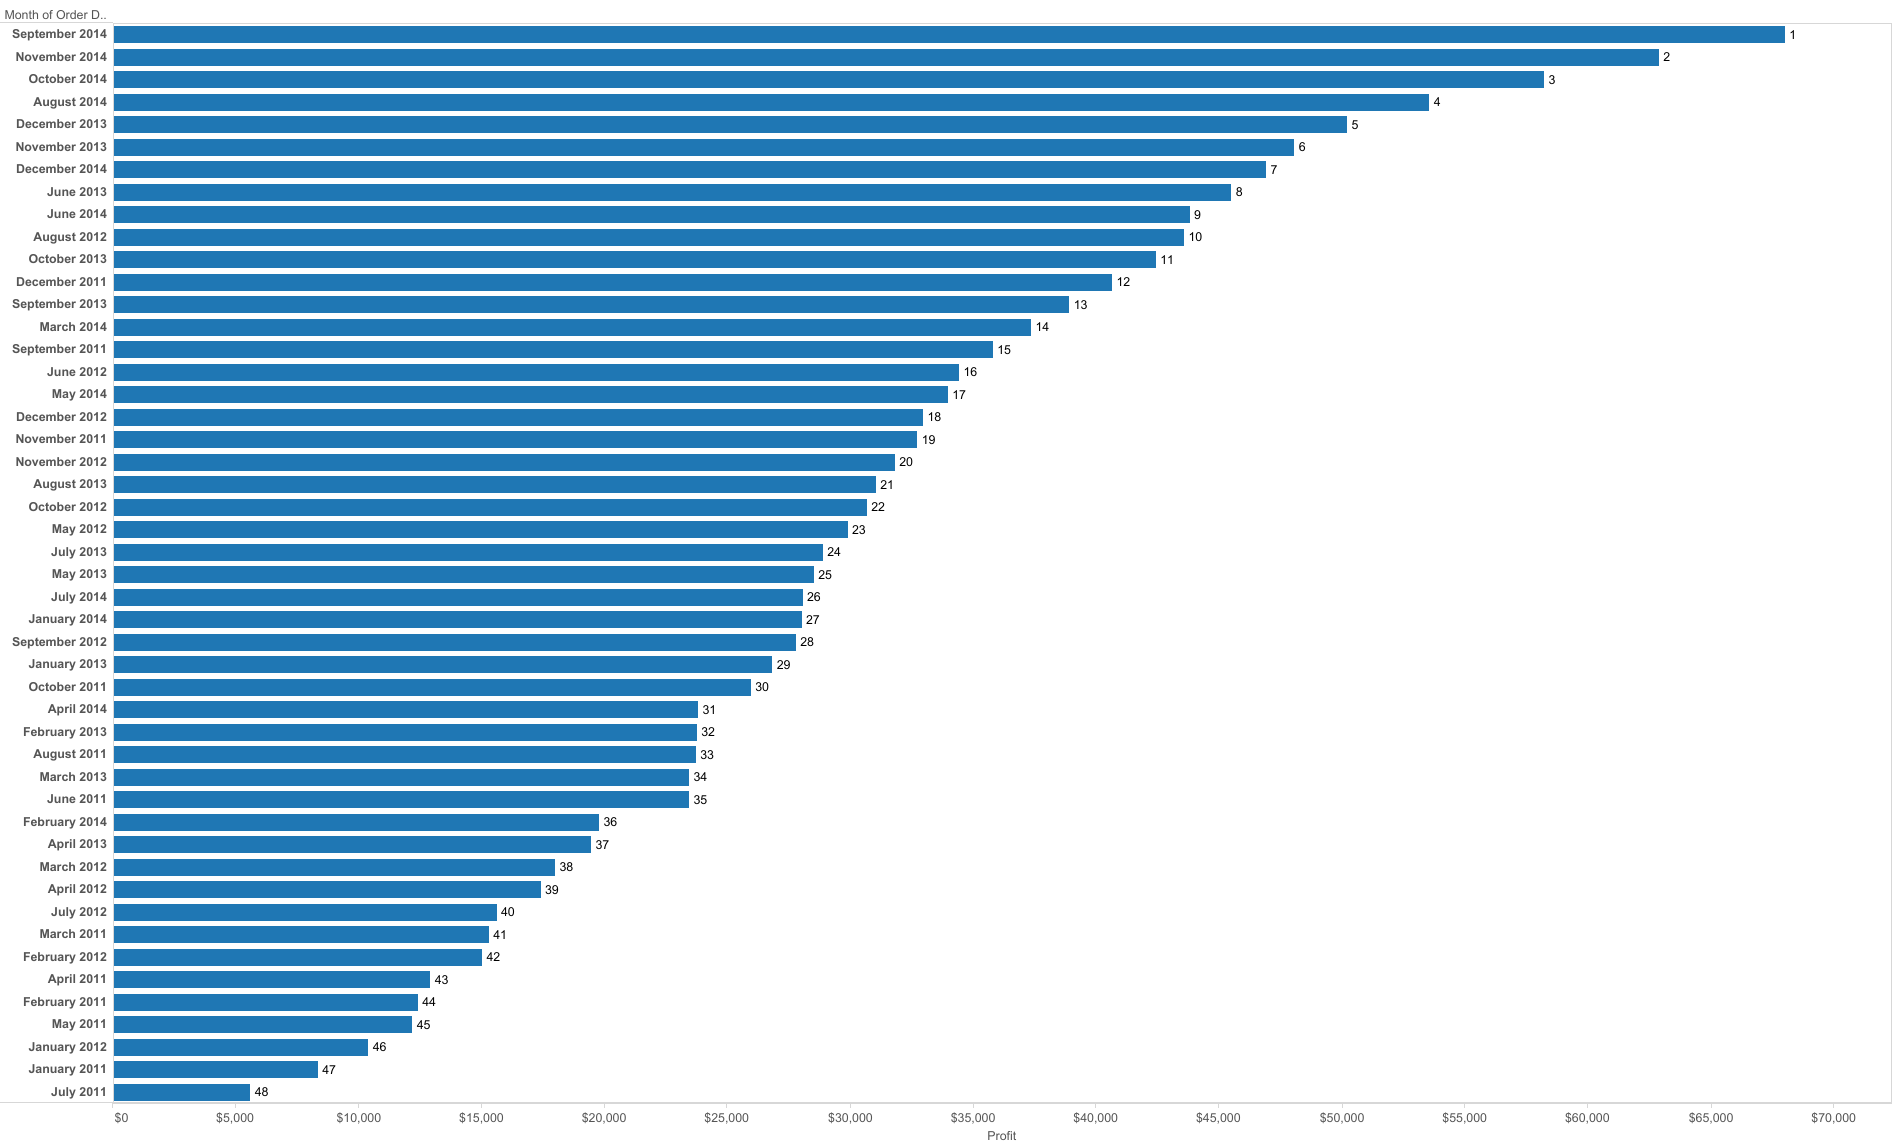 Month of Order D..
September 2014 1
November 2014 2
October 2014 3
August 2014 4
December 2013 5
November 2013 6
December 2014 7
June 2013 8
June 2014 9
August 2012 10
October 2013 11
December 2011 12
September 2013 13
March 2014 14
September 2011 15
June 2012 16
May 2014 17
December 2012 18
November 2011 19
November 2012 20
August 2013 21
October 2012 22
May 2012 23
July 2013 24
May 2013 25
July 2014 26
January 2014 27
September 2012 28
January 2013 29
October 2011 30
April 2014 31
February 2013 32
August 2011 33
March 2013 34
June 2011 35
February 2014 36
April 2013 37
March 2012 38
April 2012 39
July 2012 40
March 2011 41
February 2012 42
April 2011 43
February 2011 44
May 2011 45
January 2012 46
January 2011 47
July 2011 48
$0 $5,000 $10,000 $15,000 $20,000 $25,000 $30,000 $35,000 $40,000 $45,000 $50,000 $55,000 $60,000 $65,000 $70,000
Profit